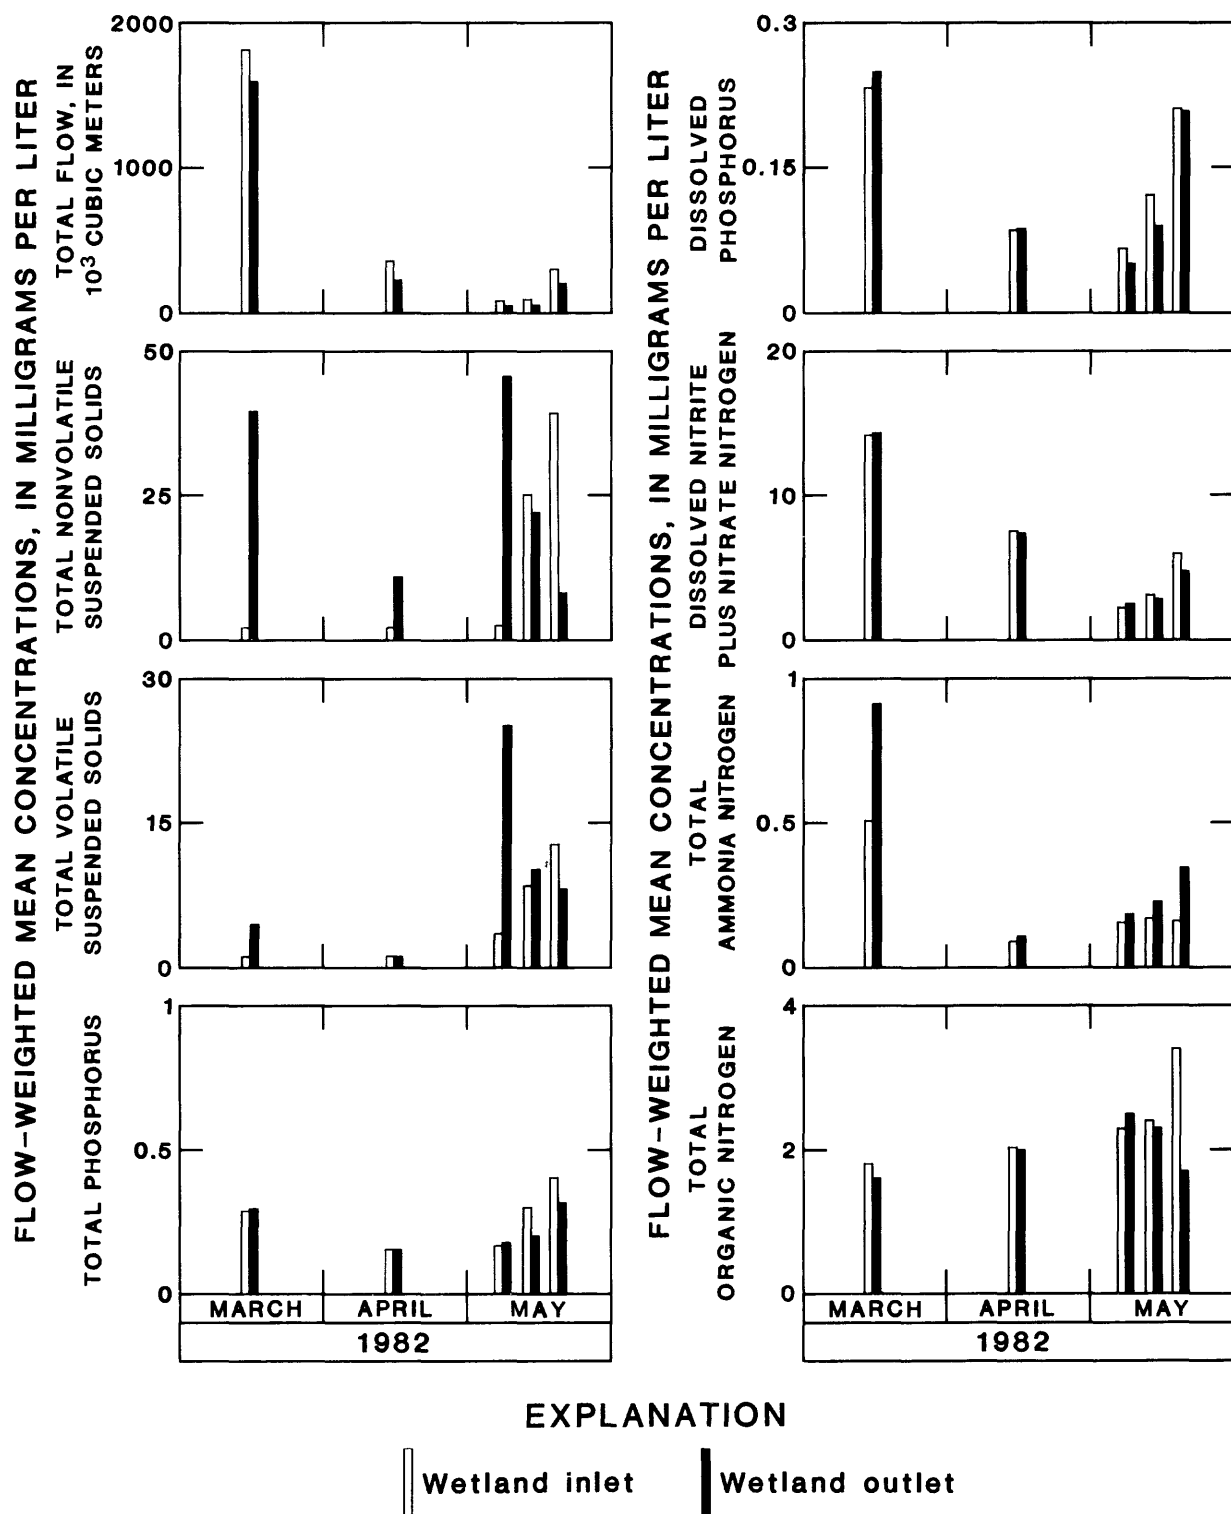 FLOW-WEIGHTED MEAN CONCENTRATIONS, IN MILLIGRAMS PER LITER
TOTAL FLOW, IN
10³ CUBIC METERS
2000
1000
0
TOTAL NONVOLATILE
SUSPENDED SOLIDS
50
25
0
TOTAL VOLATILE
SUSPENDED SOLIDS
30
15
0
TOTAL PHOSPHORUS
1
0.5
0
MARCH
APRIL
MAY
1982
FLOW-WEIGHTED MEAN CONCENTRATIONS, IN MILLIGRAMS PER LITER
DISSOLVED
PHOSPHORUS
0.3
0.15
0
DISSOLVED NITRITE
PLUS NITRATE NITROGEN
20
10
0
TOTAL
AMMONIA NITROGEN
1
0.5
0
TOTAL
ORGANIC NITROGEN
4
2
0
MARCH
APRIL
MAY
1982
EXPLANATION
Wetland inlet
Wetland outlet